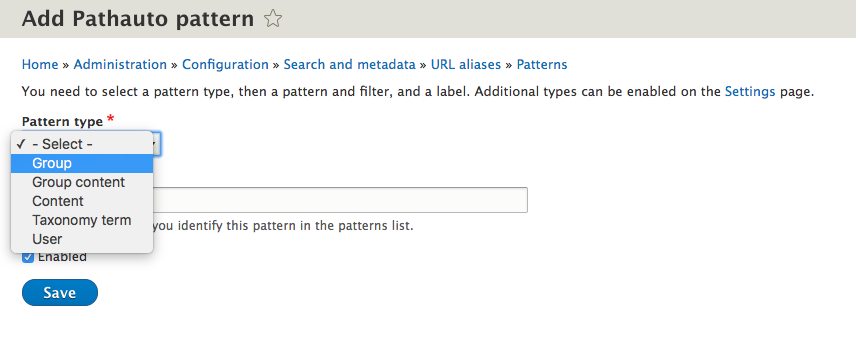 Add Pathauto pattern
Home » Administration » Configuration » Search and metadata » URL aliases » Patterns
You need to select a pattern type, then a pattern and filter, and a label. Additional types can be enabled on the Settings page.
Pattern type *
✓ - Select -
Group
Group content
Content
Taxonomy term
User
you identify this pattern in the patterns list.
Enabled
Save